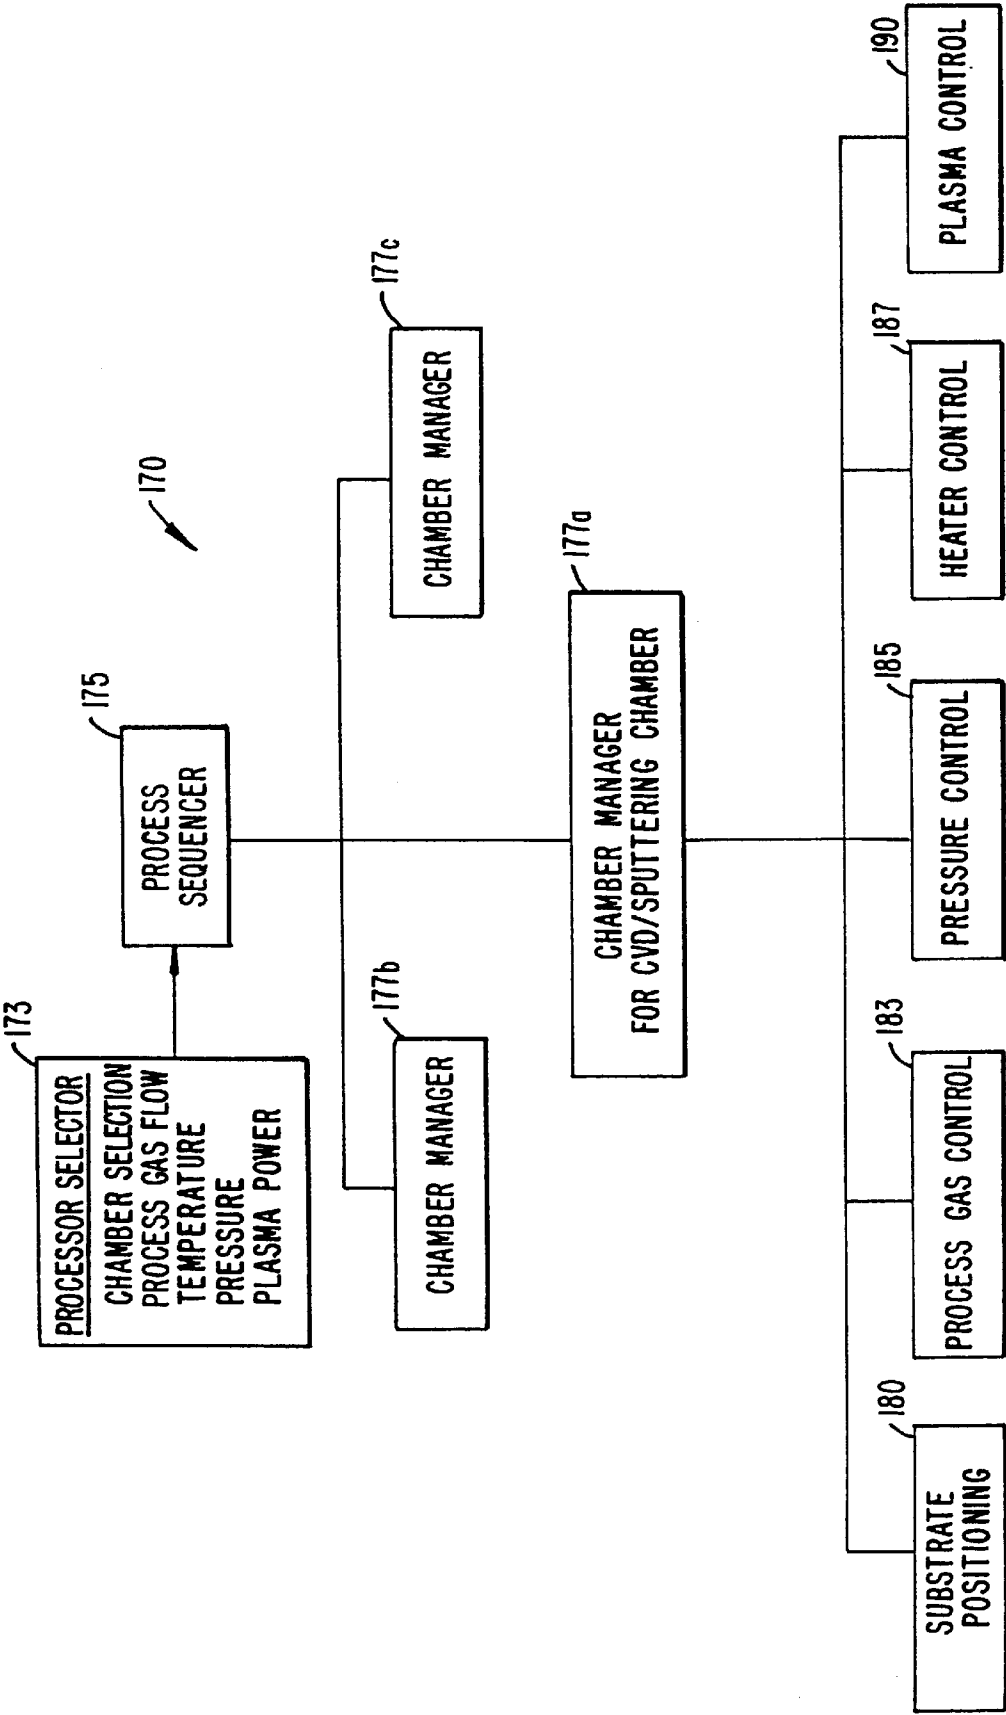 173
PROCESSOR SELECTOR
CHAMBER SELECTION
PROCESS GAS FLOW
TEMPERATURE
PRESSURE
PLASMA POWER
175
PROCESS
SEQUENCER
170
177b
CHAMBER MANAGER
177c
CHAMBER MANAGER
177a
CHAMBER MANAGER
FOR CVD/SPUTTERING CHAMBER
180
SUBSTRATE
POSITIONING
183
PROCESS GAS CONTROL
185
PRESSURE CONTROL
187
HEATER CONTROL
190
PLASMA CONTROL